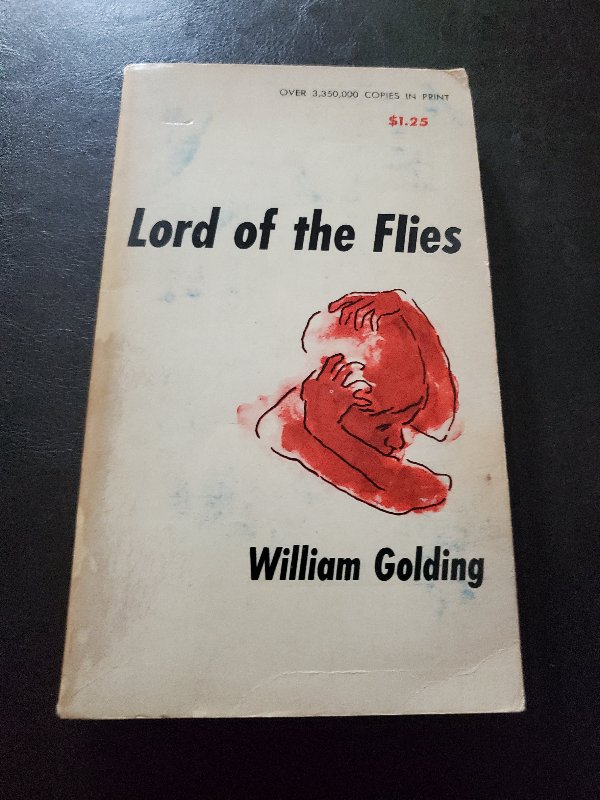 OVER 3,350,000 COPIES IN PRINT
$1.25
Lord of the Flies
William Golding